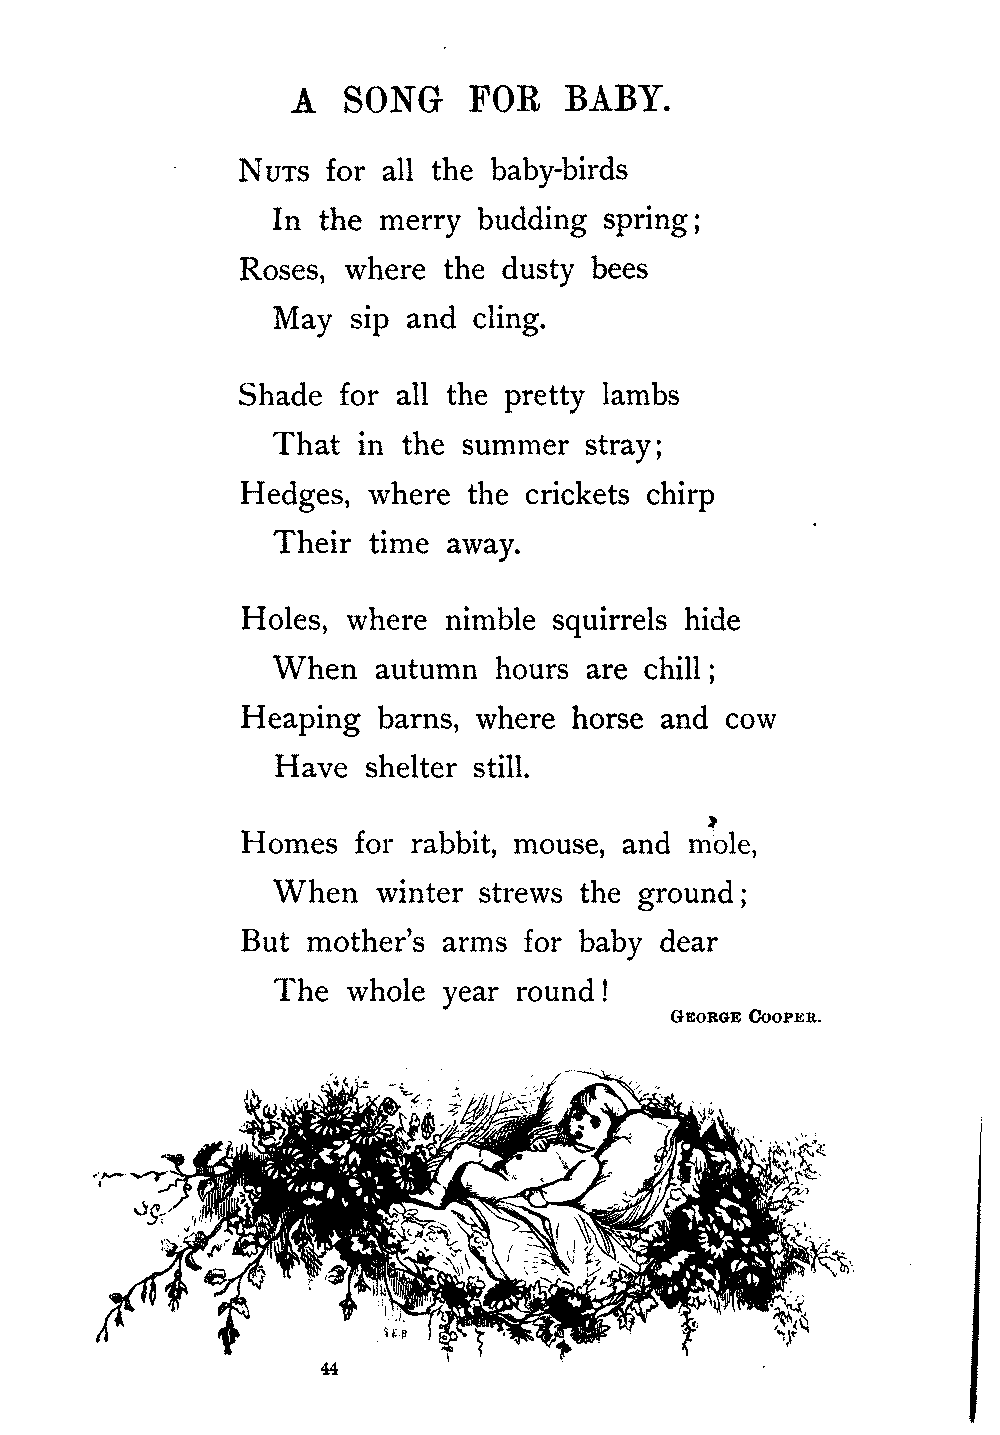 A SONG FOR BABY.
NUTS for all the baby-birds
In the merry budding spring;
Roses, where the dusty bees
May sip and cling.
Shade for all the pretty lambs
That in the summer stray;
Hedges, where the crickets chirp
Their time away.
Holes, where nimble squirrels hide
When autumn hours are chill;
Heaping barns, where horse and cow
Have shelter still.
Homes for rabbit, mouse, and mole,
When winter strews the ground;
But mother's arms for baby dear
The whole year round!
GEORGE COOPER.
44